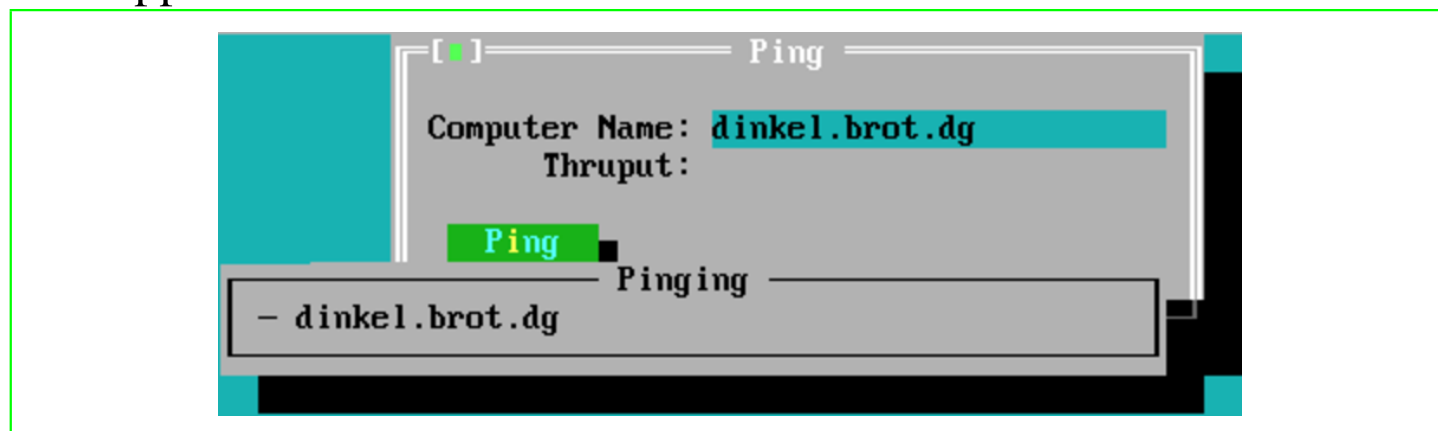 [■] Ping
Computer Name: dinkel.brot.dg
Thruput:
Ping
Pinging
– dinkel.brot.dg